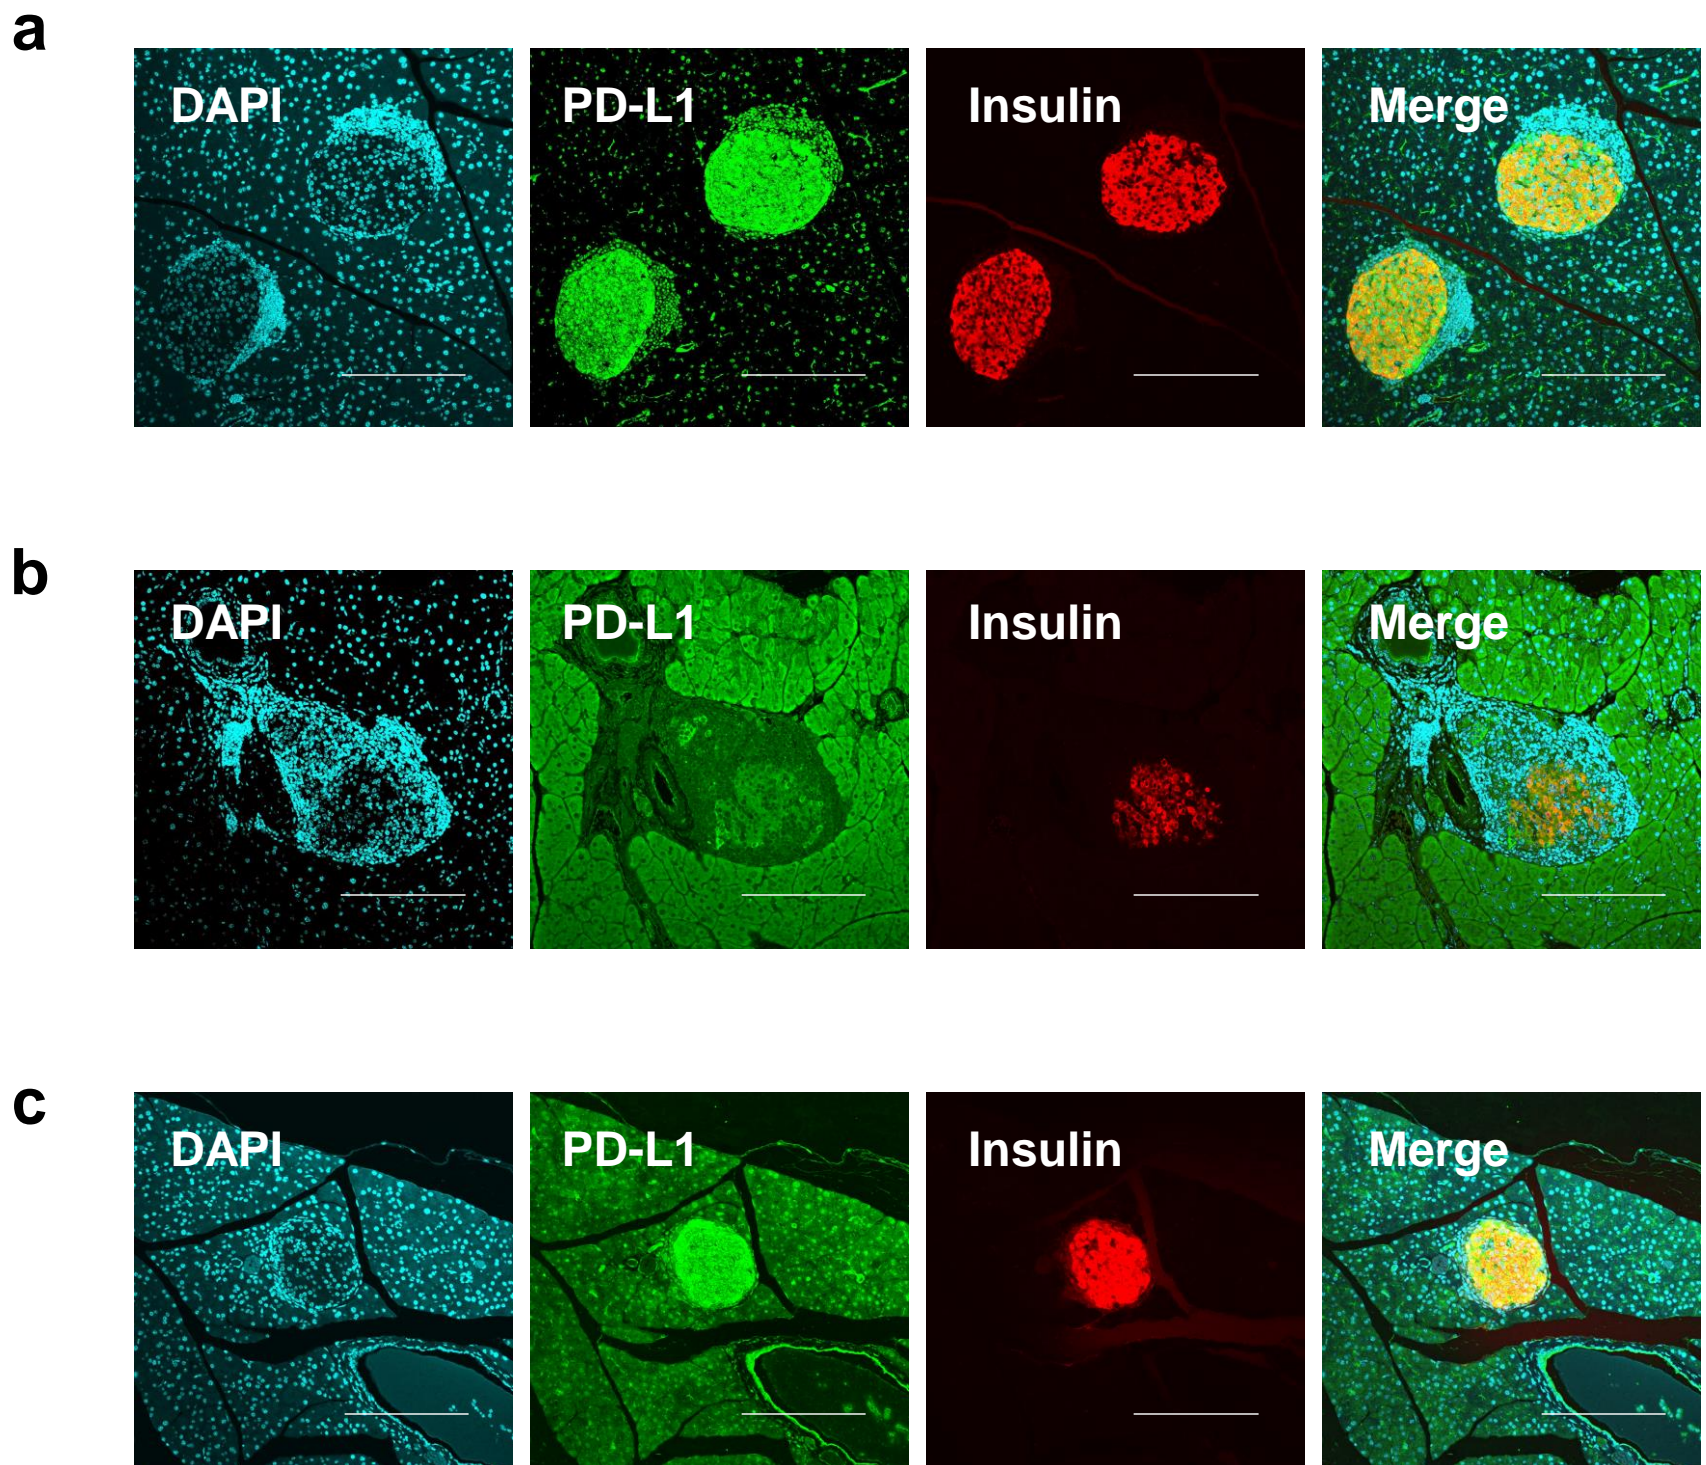 a
DAPI PD-L1 Insulin Merge
b
DAPI PD-L1 Insulin Merge
c
DAPI PD-L1 Insulin Merge